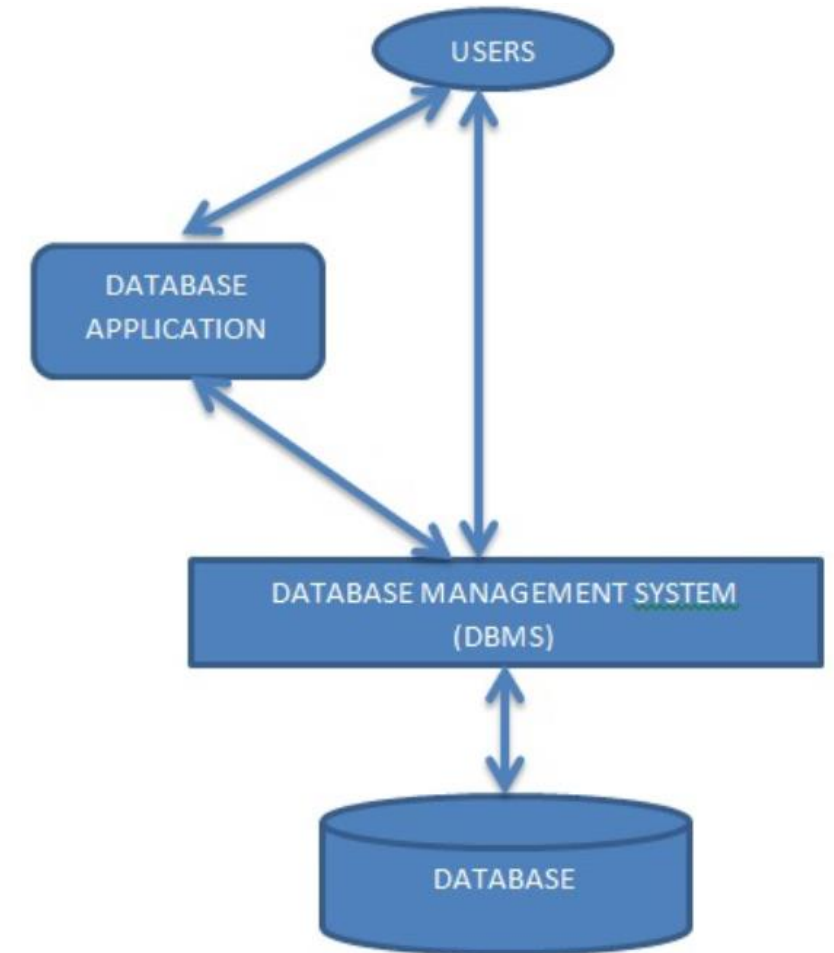 USERS
DATABASE
APPLICATION
DATABASE MANAGEMENT SYSTEM
(DBMS)
DATABASE